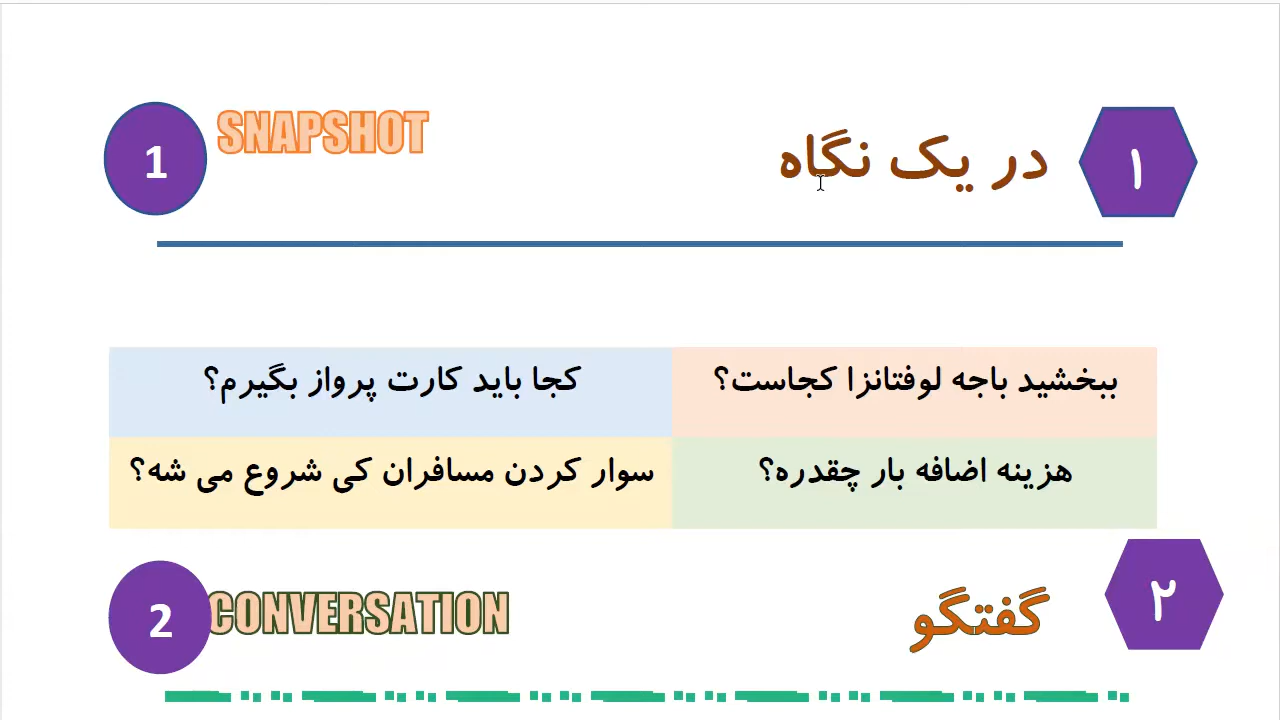 1 SNAPSHOT
در یک نگاه ۱
ببخشید باجه لوفتانزا کجاست؟
کجا باید کارت پرواز بگیرم؟
هزینه اضافه بار چقدره؟
سوار کردن مسافران کی شروع می شه؟
2 CONVERSATION
گفتگو ۲